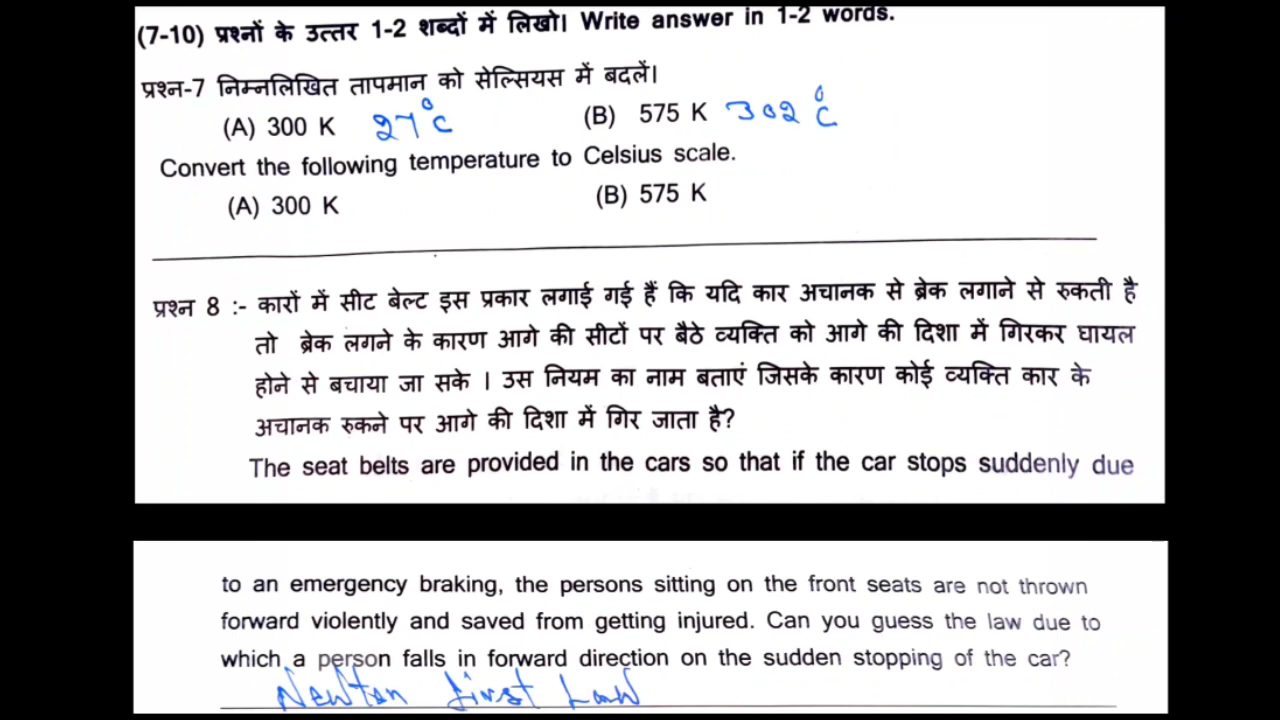 (7-10) प्रश्नों के उत्तर 1-2 शब्दों में लिखो। Write answer in 1-2 words.
प्रश्न-7 निम्नलिखित तापमान को सेल्सियस में बदलें।
(A) 300 K 27°C (B) 575 K 302°C
Convert the following temperature to Celsius scale.
(A) 300 K (B) 575 K
प्रश्न 8 :- कारों में सीट बेल्ट इस प्रकार लगाई गई हैं कि यदि कार अचानक से ब्रेक लगाने से रुकती है
तो ब्रेक लगने के कारण आगे की सीटों पर बैठे व्यक्ति को आगे की दिशा में गिरकर घायल
होने से बचाया जा सके । उस नियम का नाम बताएं जिसके कारण कोई व्यक्ति कार के
अचानक रुकने पर आगे की दिशा में गिर जाता है?
The seat belts are provided in the cars so that if the car stops suddenly due
to an emergency braking, the persons sitting on the front seats are not thrown
forward violently and saved from getting injured. Can you guess the law due to
which a person falls in forward direction on the sudden stopping of the car?
Newton first Law